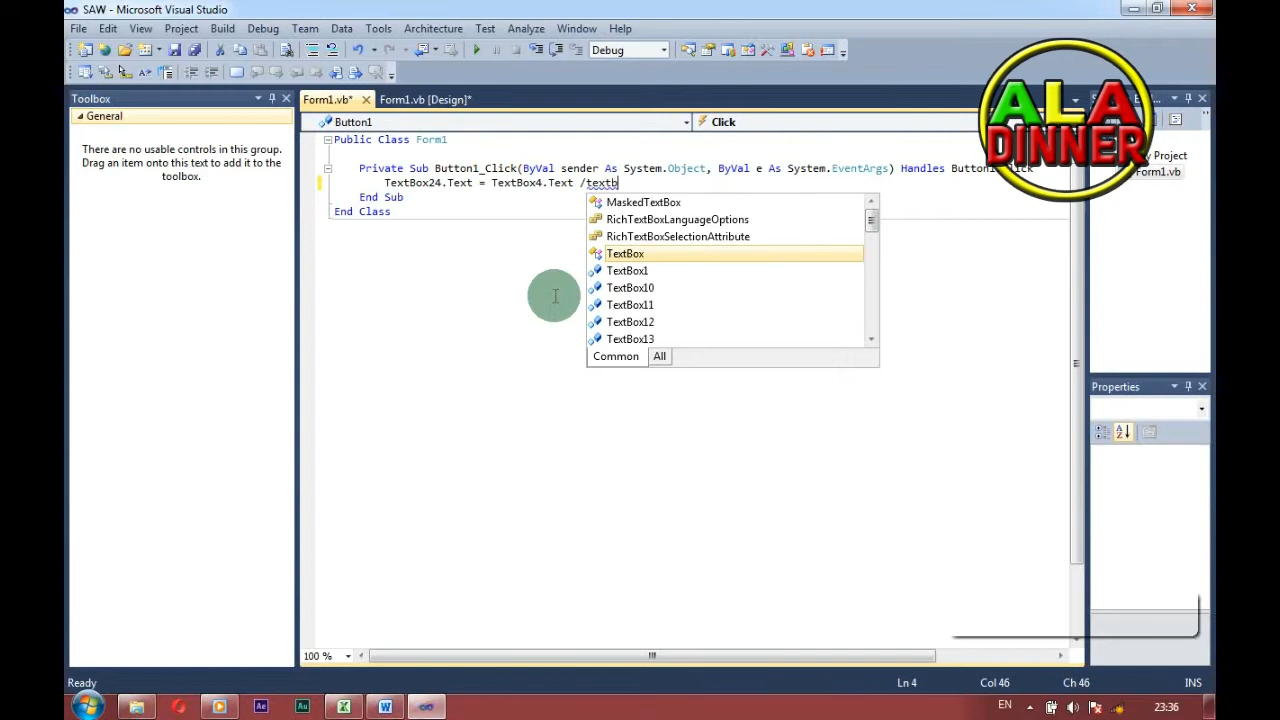 SAW - Microsoft Visual Studio
File Edit View Project Build Debug Team Data Tools Architecture Test Analyze Window Help
Debug
Toolbox
General
There are no usable controls in this group.
Drag an item onto this text to add it to the
toolbox.
Form1.vb*
Form1.vb [Design]*
Button1
Click
Public Class Form1
Private Sub Button1_Click(ByVal sender As System.Object, ByVal e As System.EventArgs) Handles Button1.Click
TextBox24.Text = TextBox4.Text /textb
End Sub
End Class
MaskedTextBox
RichTextBoxLanguageOptions
RichTextBoxSelectionAttribute
TextBox
TextBox1
TextBox10
TextBox11
TextBox12
TextBox13
Common All
ALA
DINNER
Project
Form1.vb
Properties
100 %
Ready
Ln 4 Col 46 Ch 46 INS
Ae Au X W
EN 23:36